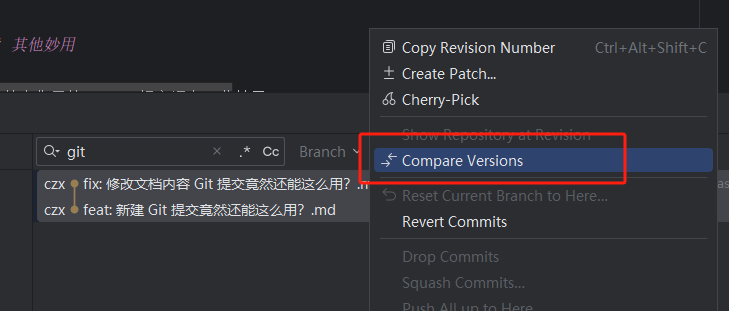 其他妙用
git
.*
Cc
Branch
czx fix: 修改文档内容 Git 提交竟然还能这么用？.m
czx feat: 新建 Git 提交竟然还能这么用？.md
Copy Revision Number Ctrl+Alt+Shift+C
Create Patch...
Cherry-Pick
Show Repository at Revision
Compare Versions
Reset Current Branch to Here...
Revert Commits
Drop Commits
Squash Commits...
Push All up to Here